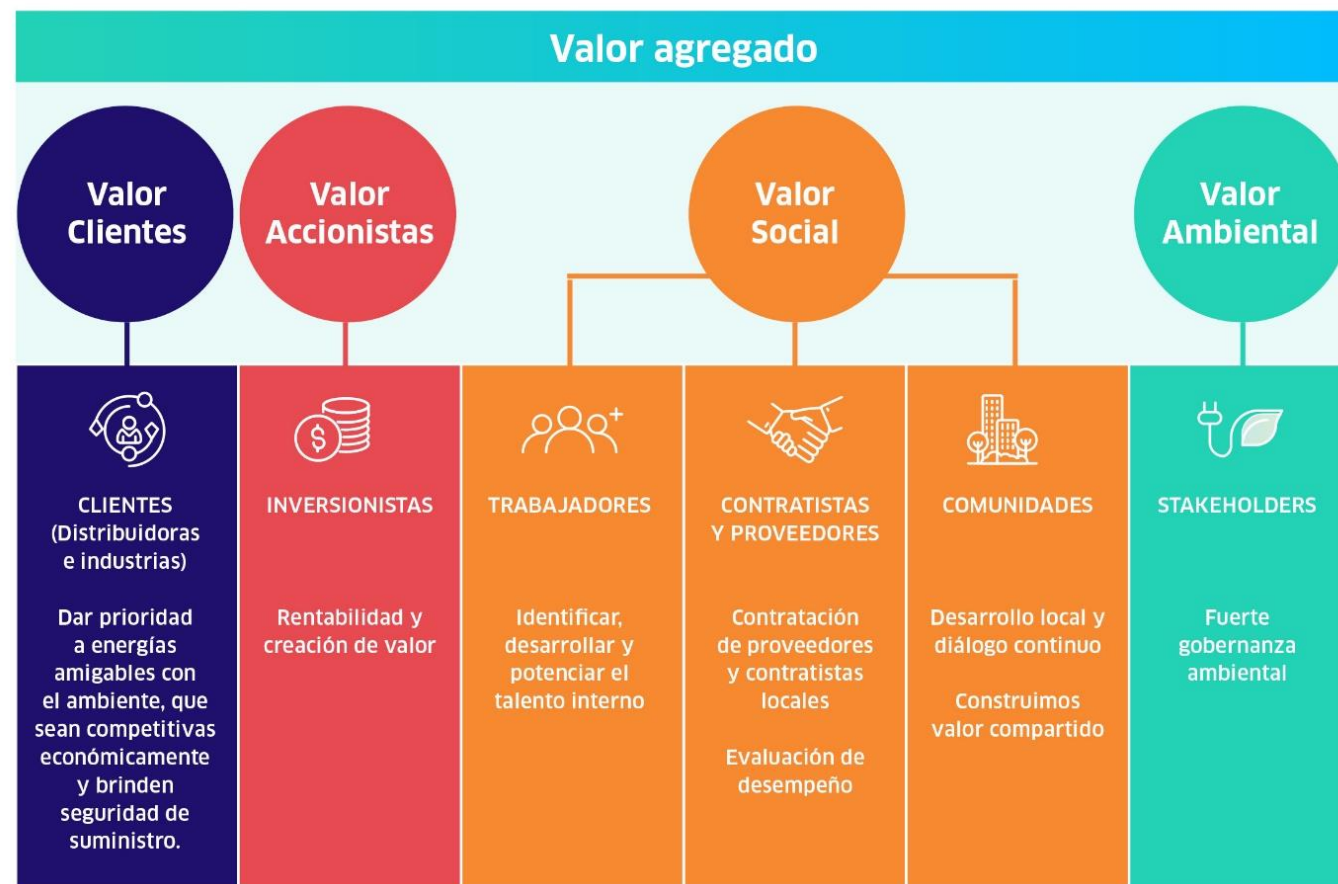 Valor agregado
Valor
Clientes
Valor
Accionistas
Valor
Social
Valor
Ambiental
CLIENTES
(Distribuidoras
e industrias)
Dar prioridad
a energías
amigables con
el ambiente, que
sean competitivas
económicamente
y brinden
seguridad de
suministro.
INVERSIONISTAS
Rentabilidad y
creación de valor
TRABAJADORES
Identificar,
desarrollar y
potenciar el
talento interno
CONTRATISTAS
Y PROVEEDORES
Contratación
de proveedores
y contratistas
locales
Evaluación de
desempeño
COMUNIDADES
Desarrollo local y
diálogo continuo
Construimos
valor compartido
STAKEHOLDERS
Fuerte
gobernanza
ambiental